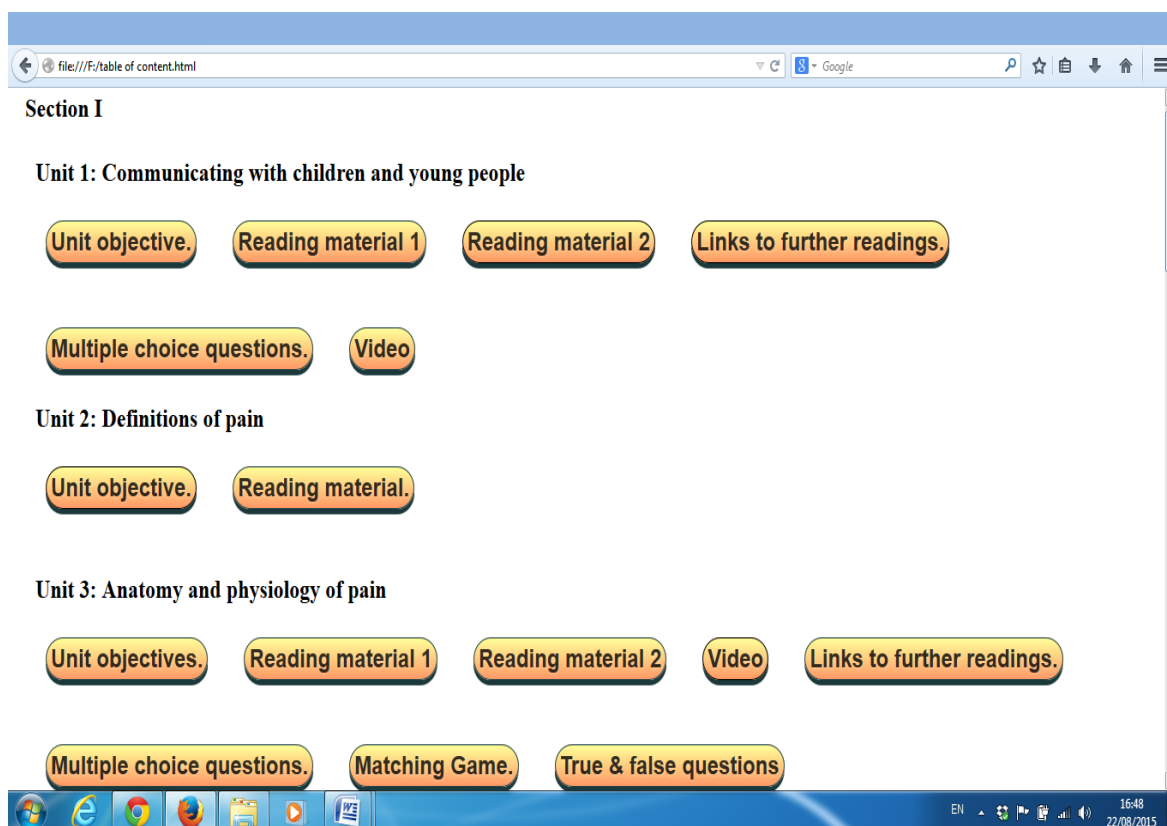 file:///F:/table of content.html
Google
Section I
Unit 1: Communicating with children and young people
Unit objective. Reading material 1 Reading material 2 Links to further readings.
Multiple choice questions. Video
Unit 2: Definitions of pain
Unit objective. Reading material.
Unit 3: Anatomy and physiology of pain
Unit objectives. Reading material 1 Reading material 2 Video Links to further readings.
Multiple choice questions. Matching Game. True & false questions
EN 16:48
22/08/2015